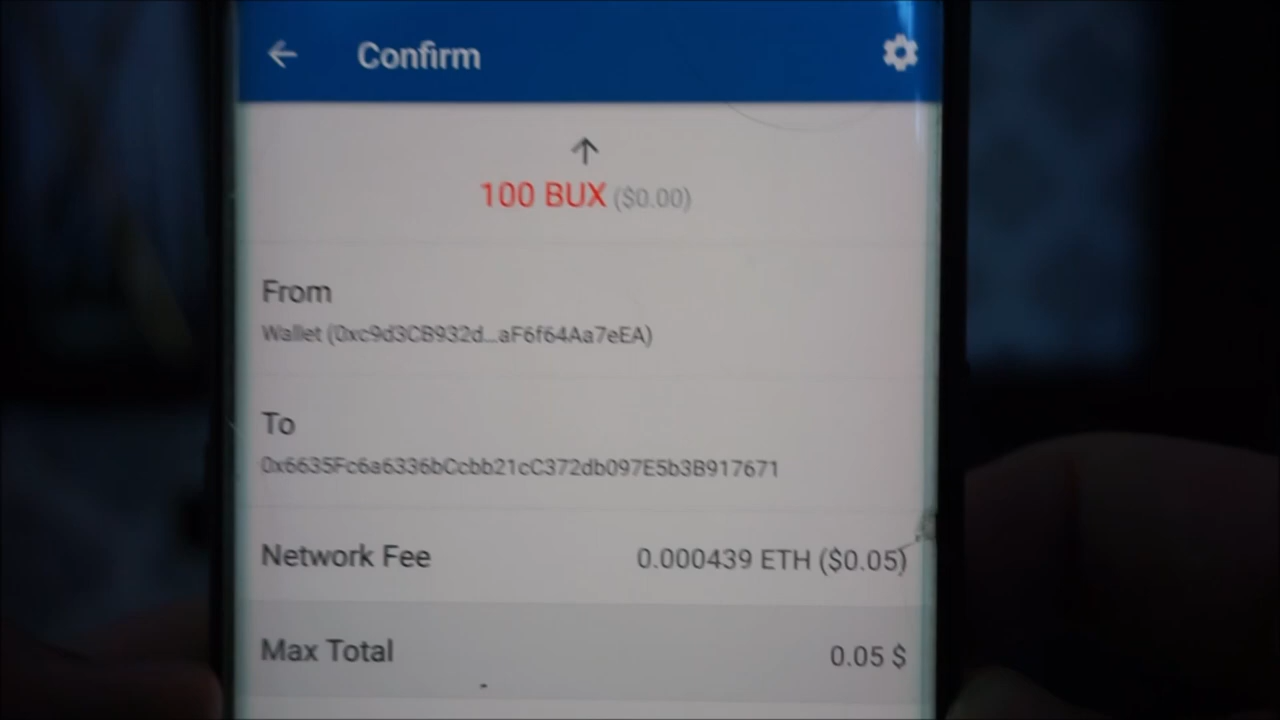 Confirm
100 BUX ($0.00)
From
Wallet (0xc9d3CB932d...aF6f64Aa7eEA)
To
0x6635Fc6a6336bCcbb21cC372db097E5b3B917671
Network Fee 0.000439 ETH ($0.05)
Max Total 0.05 $